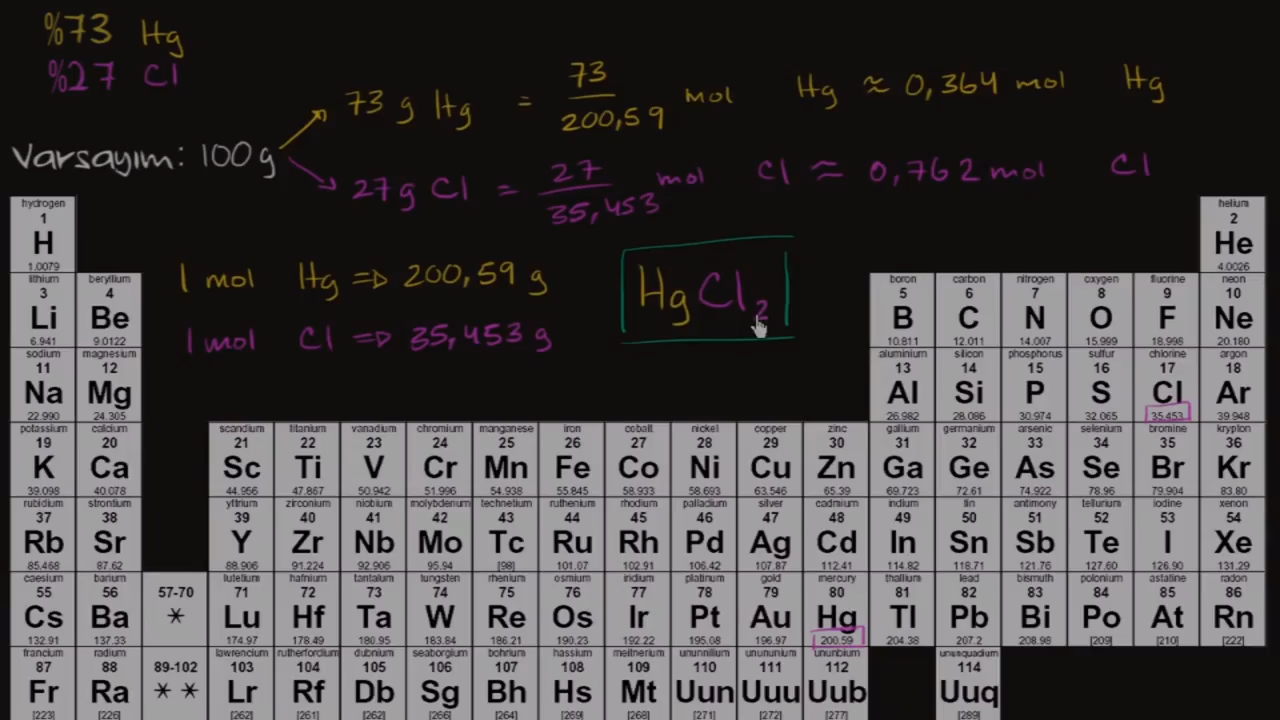 %73 Hg
%27 Cl
Varsayım: 100g
73 g Hg = 73/200,59 mol Hg ≈ 0,364 mol Hg
27g Cl = 27/35,453 mol Cl ≈ 0,762 mol Cl
1 mol Hg => 200,59 g
1 mol Cl => 35,453 g
HgCl2
hydrogen helium
1 2
H He
1.0079 4.0026
lithium beryllium boron carbon nitrogen oxygen fluorine neon
3 4 5 6 7 8 9 10
Li Be B C N O F Ne
6.941 9.0122 10.811 12.011 14.007 15.999 18.998 20.180
sodium magnesium aluminium silicon phosphorus sulfur chlorine argon
11 12 13 14 15 16 17 18
Na Mg Al Si P S Cl Ar
22.990 24.305 26.982 28.086 30.974 32.065 35.453 39.948
potassium calcium scandium titanium vanadium chromium manganese iron cobalt nickel copper zinc gallium germanium arsenic selenium bromine krypton
19 20 21 22 23 24 25 26 27 28 29 30 31 32 33 34 35 36
K Ca Sc Ti V Cr Mn Fe Co Ni Cu Zn Ga Ge As Se Br Kr
39.098 40.078 44.956 47.867 50.942 51.996 54.938 55.845 58.933 58.693 63.546 65.39 69.723 72.61 74.922 78.96 79.904 83.80
rubidium strontium yttrium zirconium niobium molybdenum technetium ruthenium rhodium palladium silver cadmium indium tin antimony tellurium iodine xenon
37 38 39 40 41 42 43 44 45 46 47 48 49 50 51 52 53 54
Rb Sr Y Zr Nb Mo Tc Ru Rh Pd Ag Cd In Sn Sb Te I Xe
85.468 87.62 88.906 91.224 92.906 95.94 [98] 101.07 102.91 106.42 107.87 112.41 114.82 118.71 121.76 127.60 126.90 131.29
caesium barium lutetium hafnium tantalum tungsten rhenium osmium iridium platinum gold mercury thallium lead bismuth polonium astatine radon
55 56 57-70 71 72 73 74 75 76 77 78 79 80 81 82 83 84 85 86
Cs Ba * Lu Hf Ta W Re Os Ir Pt Au Hg Tl Pb Bi Po At Rn
132.91 137.33 174.97 178.49 180.95 183.84 186.21 190.23 192.22 195.08 196.97 200.59 204.38 207.2 208.98 [209] [210] [222]
francium radium lawrencium rutherfordium dubnium seaborgium bohrium hassium meitnerium ununnilium unununium ununbium ununquadium
87 88 89-102 103 104 105 106 107 108 109 110 111 112 114
Fr Ra * * Lr Rf Db Sg Bh Hs Mt Uun Uuu Uub Uuq
[223] [226] [262] [261] [262] [266] [264] [269] [268] [271] [272] [277] [289]